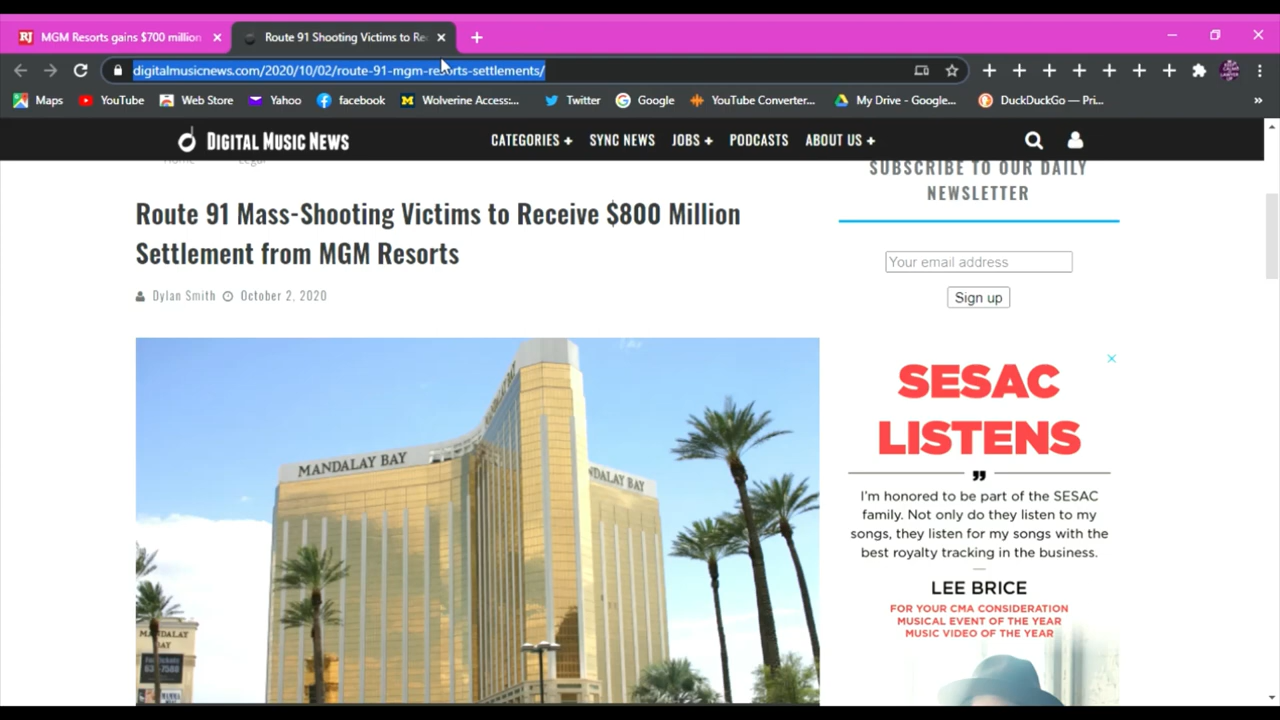 RJ MGM Resorts gains $700 million
Route 91 Shooting Victims to Re
digitalmusicnews.com/2020/10/02/route-91-mgm-resorts-settlements/
Maps YouTube Web Store Yahoo facebook M Wolverine Access:... Twitter Google YouTube Converter... My Drive - Google... DuckDuckGo — Pri... »
DIGITAL MUSIC NEWS CATEGORIES + SYNC NEWS JOBS + PODCASTS ABOUT US +
Home Legal
Route 91 Mass-Shooting Victims to Receive $800 Million
Settlement from MGM Resorts
Dylan Smith October 2, 2020
MANDALAY BAY
MANDALAY
BAY
SUBSCRIBE TO OUR DAILY
NEWSLETTER
Your email address
Sign up
SESAC
LISTENS
"
I'm honored to be part of the SESAC
family. Not only do they listen to my
songs, they listen for my songs with the
best royalty tracking in the business.
LEE BRICE
FOR YOUR CMA CONSIDERATION
MUSICAL EVENT OF THE YEAR
MUSIC VIDEO OF THE YEAR